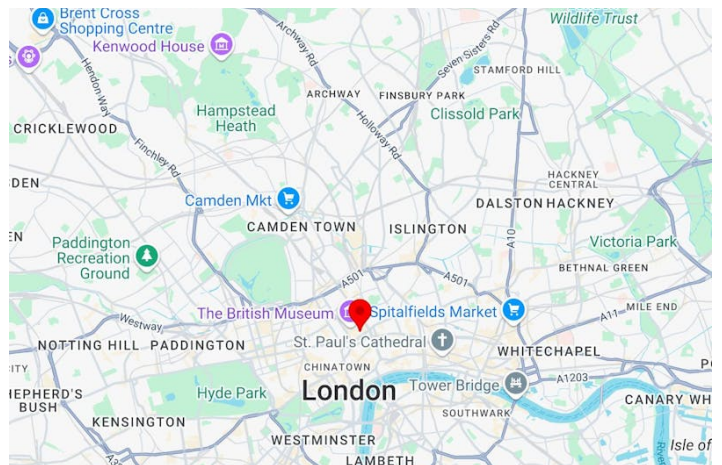 Brent Cross
Shopping Centre
Kenwood House
Wildlife Trust
Archway Rd
Seven Sisters Rd
STAMFORD HILL
Hendon Way
ARCHWAY
FINSBURY PARK
Hampstead
Heath
Holloway Rd
Clissold Park
CRICKLEWOOD
Finchley Rd
HACKNEY
CENTRAL
DEN
Camden Mkt
DALSTON
HACKNEY
CAMDEN TOWN
ISLINGTON
A10
EN
Paddington
Recreation
Ground
Victoria Park
A501
A501
BETHNAL GREEN
The British Museum
Spitalfields Market
MILE END
A11
Westway
St. Paul's Cathedral
NOTTING HILL
PADDINGTON
WHITECHAPEL
CITY
CHINATOWN
PO
HEPHERD'S
BUSH
Hyde Park
London
Tower Bridge
A1203
CANARY WH
KENSINGTON
SOUTHWARK
WESTMINSTER
LAMBETH
Isle of